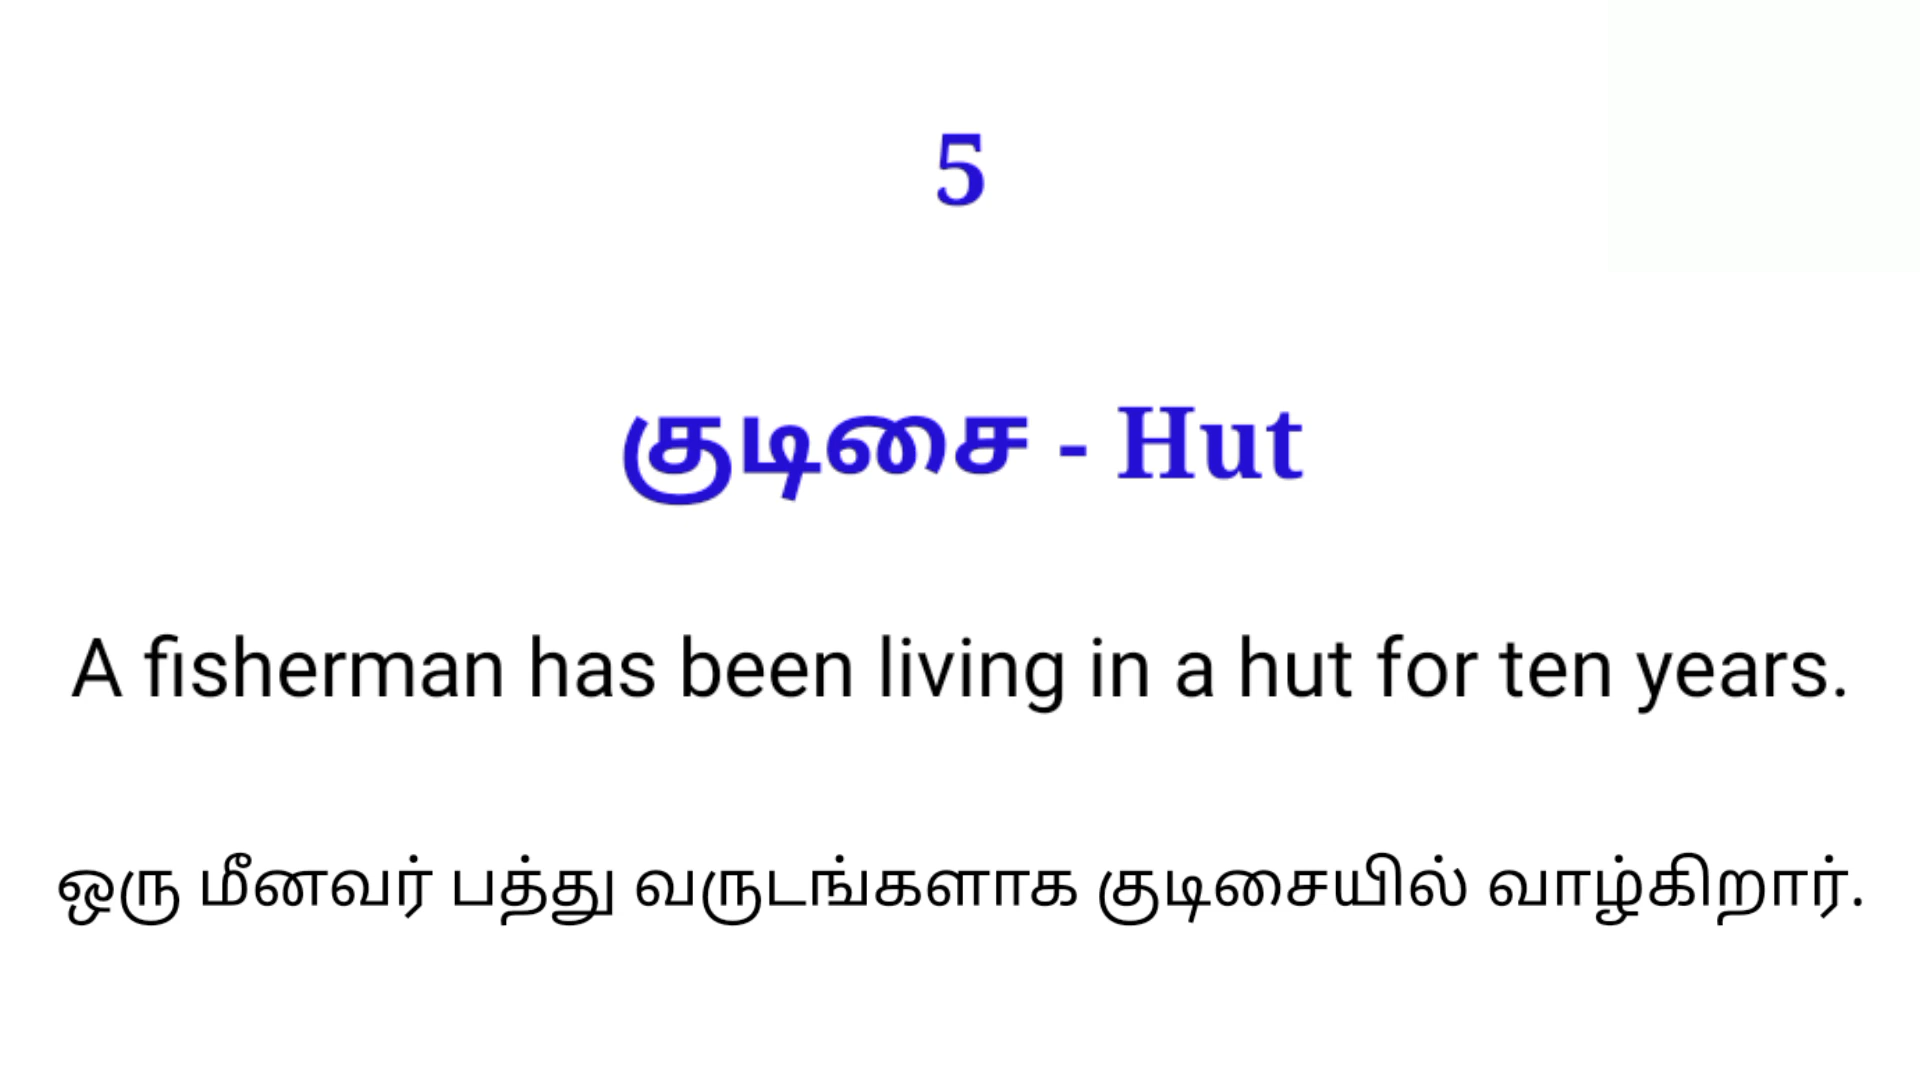 5
குடிசை - Hut
A fisherman has been living in a hut for ten years.
ஒரு மீனவர் பத்து வருடங்களாக குடிசையில் வாழ்கிறார்.